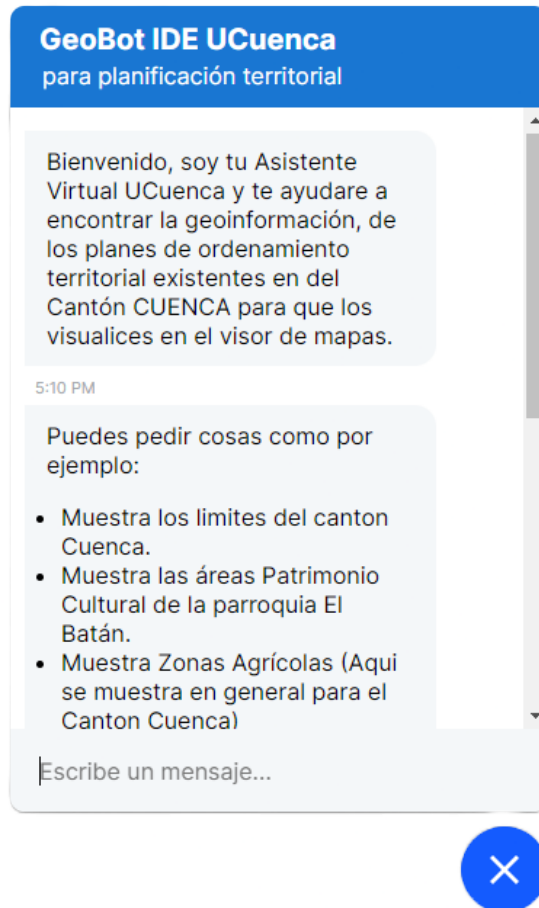 GeoBot IDE UCuenca
para planificación territorial
Bienvenido, soy tu Asistente
Virtual UCuenca y te ayudare a
encontrar la geoinformación, de
los planes de ordenamiento
territorial existentes en del
Cantón CUENCA para que los
visualices en el visor de mapas.
5:10 PM
Puedes pedir cosas como por
ejemplo:
• Muestra los limites del canton
Cuenca.
• Muestra las áreas Patrimonio
Cultural de la parroquia El
Batán.
• Muestra Zonas Agrícolas (Aqui
se muestra en general para el
Canton Cuenca)
Escribe un mensaje...